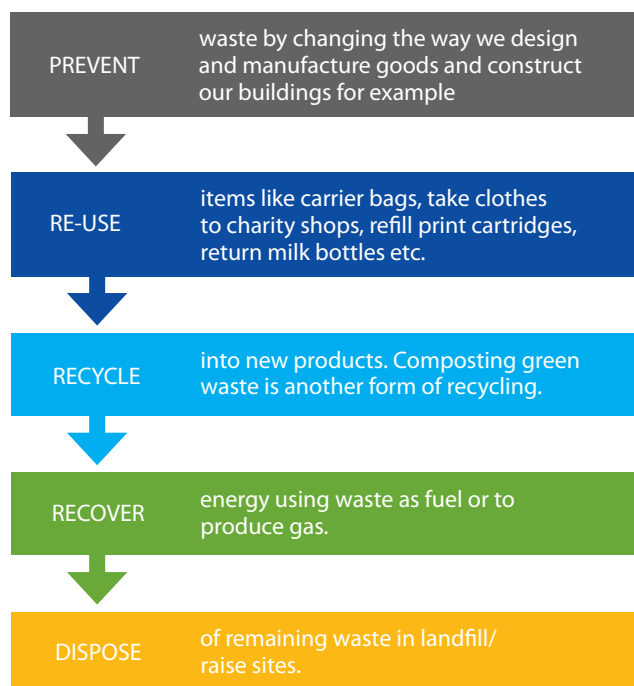 PREVENT
waste by changing the way we design
and manufacture goods and construct
our buildings for example
RE-USE
items like carrier bags, take clothes
to charity shops, refill print cartridges,
return milk bottles etc.
RECYCLE
into new products. Composting green
waste is another form of recycling.
RECOVER
energy using waste as fuel or to
produce gas.
DISPOSE
of remaining waste in landfill/
raise sites.